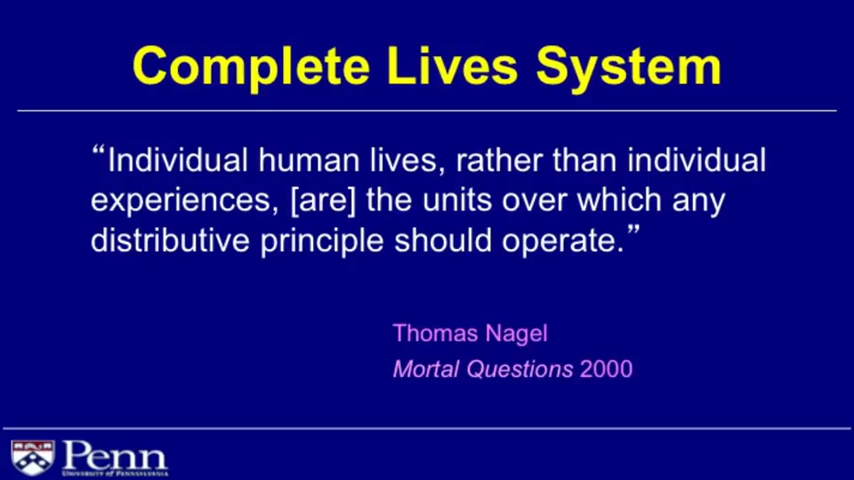 Complete Lives System
“Individual human lives, rather than individual
experiences, [are] the units over which any
distributive principle should operate.”
Thomas Nagel
Mortal Questions 2000
Penn
UNIVERSITY OF PENNSYLVANIA